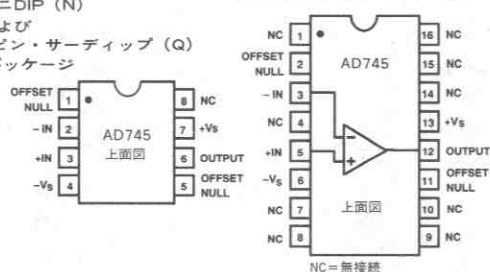 ニDIP（N）
および
ピン・サーディップ（Q）
パッケージ
OFFSET NULL 1
-IN 2
+IN 3
-VS 4
8 NC
7 +VS
6 OUTPUT
5 OFFSET NULL
AD745
上面図
NC 1
OFFSET NULL 2
-IN 3
NC 4
+IN 5
-VS 6
NC 7
NC 8
16 NC
15 NC
14 NC
13 +VS
12 OUTPUT
11 OFFSET NULL
10 NC
9 NC
AD745
上面図
NC＝無接続